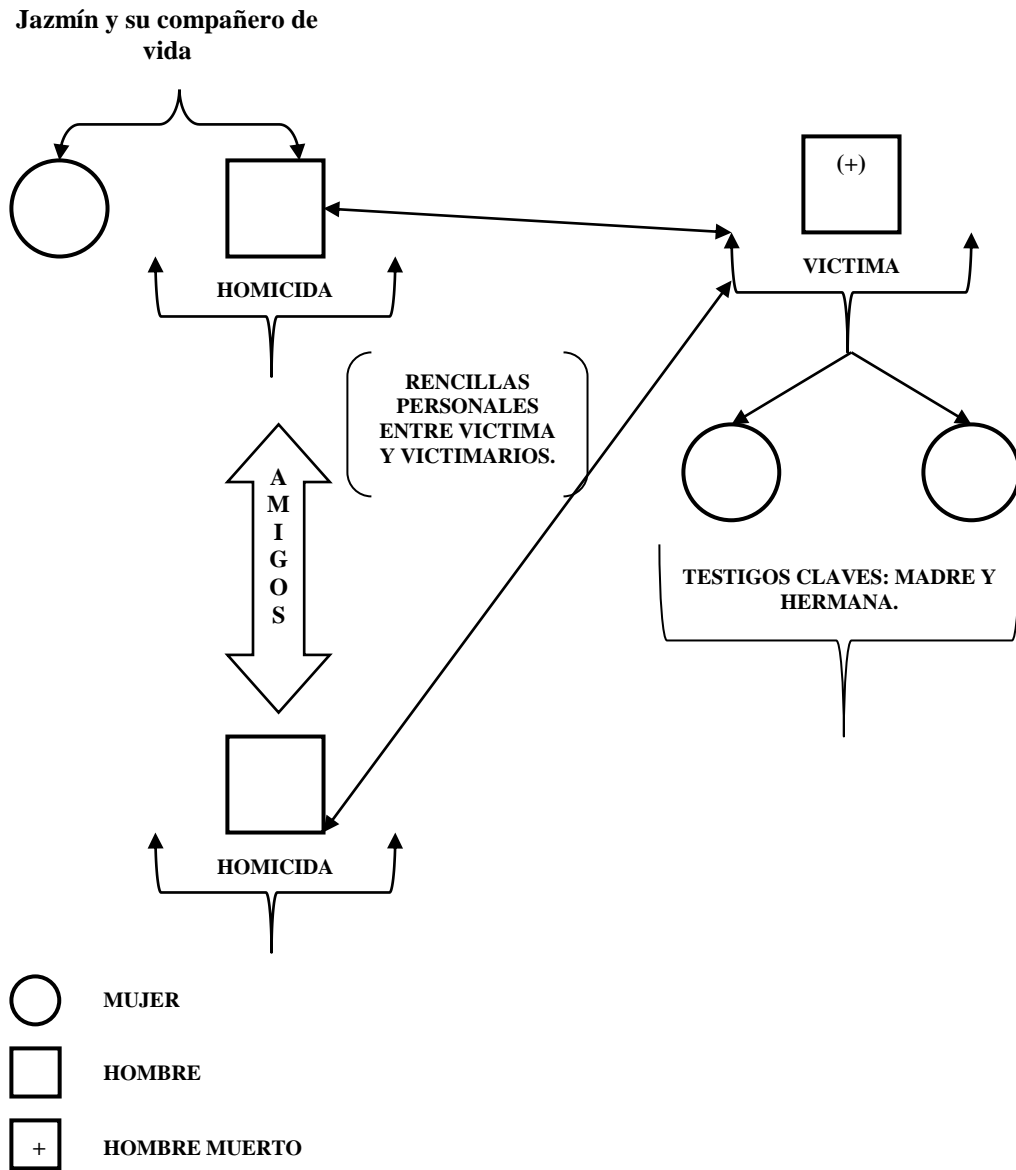 Jazmín y su compañero de
vida
(+)
HOMICIDA
VICTIMA
RENCILLAS
PERSONALES
ENTRE VICTIMA
Y VICTIMARIOS.
A
M
I
G
O
S
TESTIGOS CLAVES: MADRE Y
HERMANA.
HOMICIDA
MUJER
HOMBRE
+
HOMBRE MUERTO